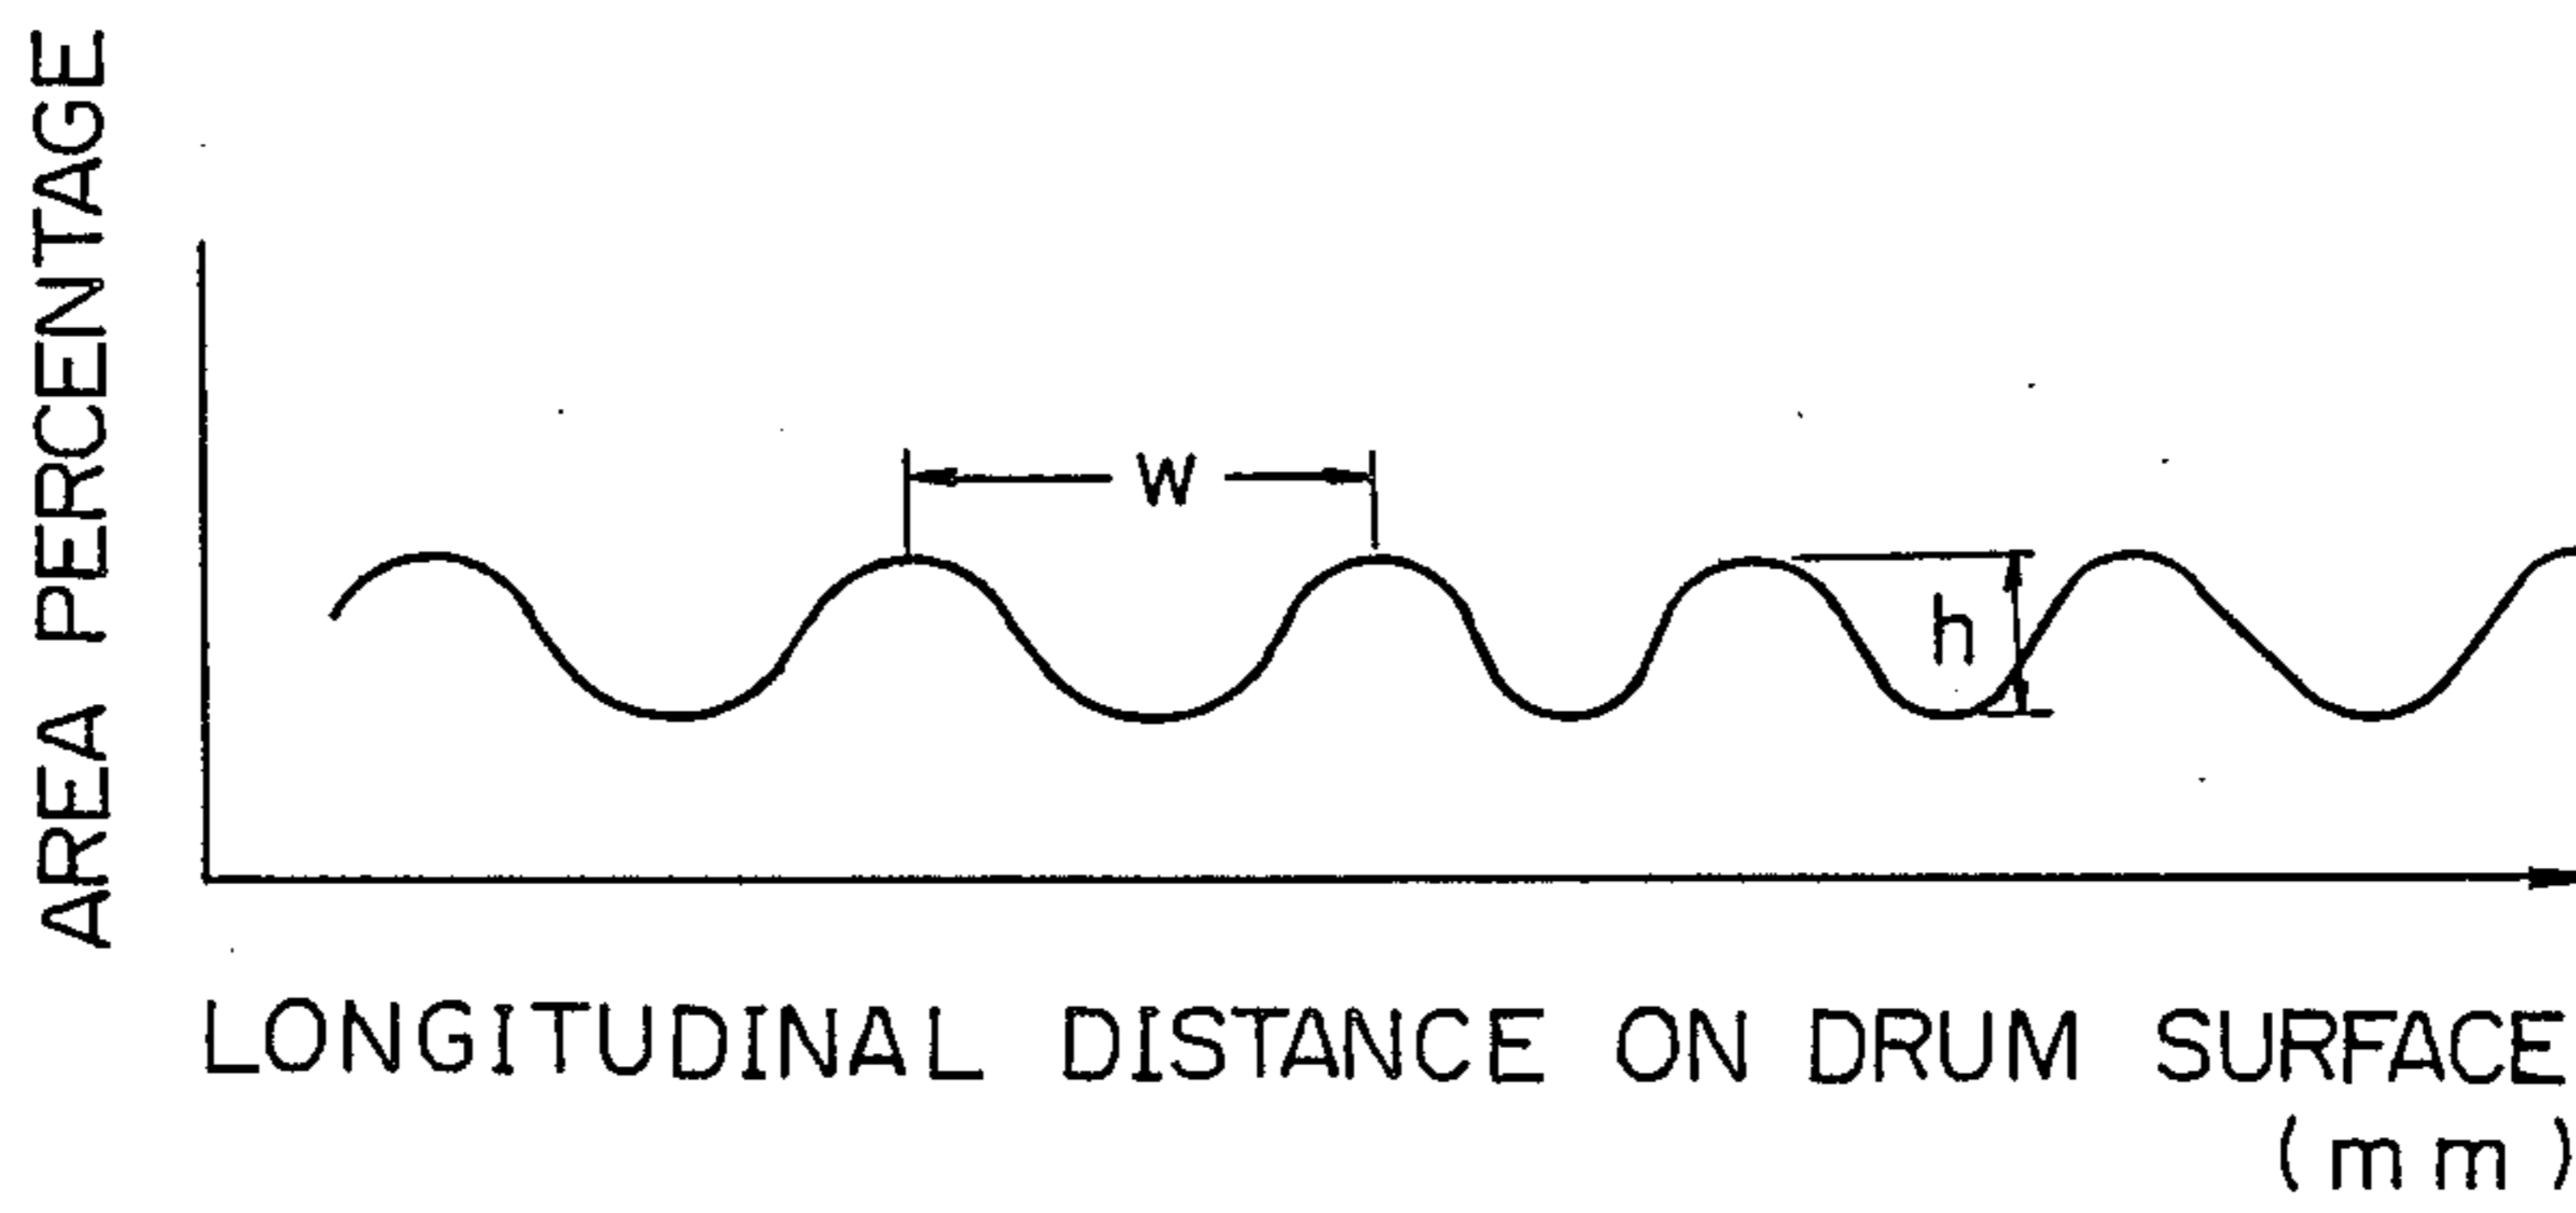 AREA PERCENTAGE
W
h
LONGITUDINAL DISTANCE ON DRUM SURFACE
(mm)